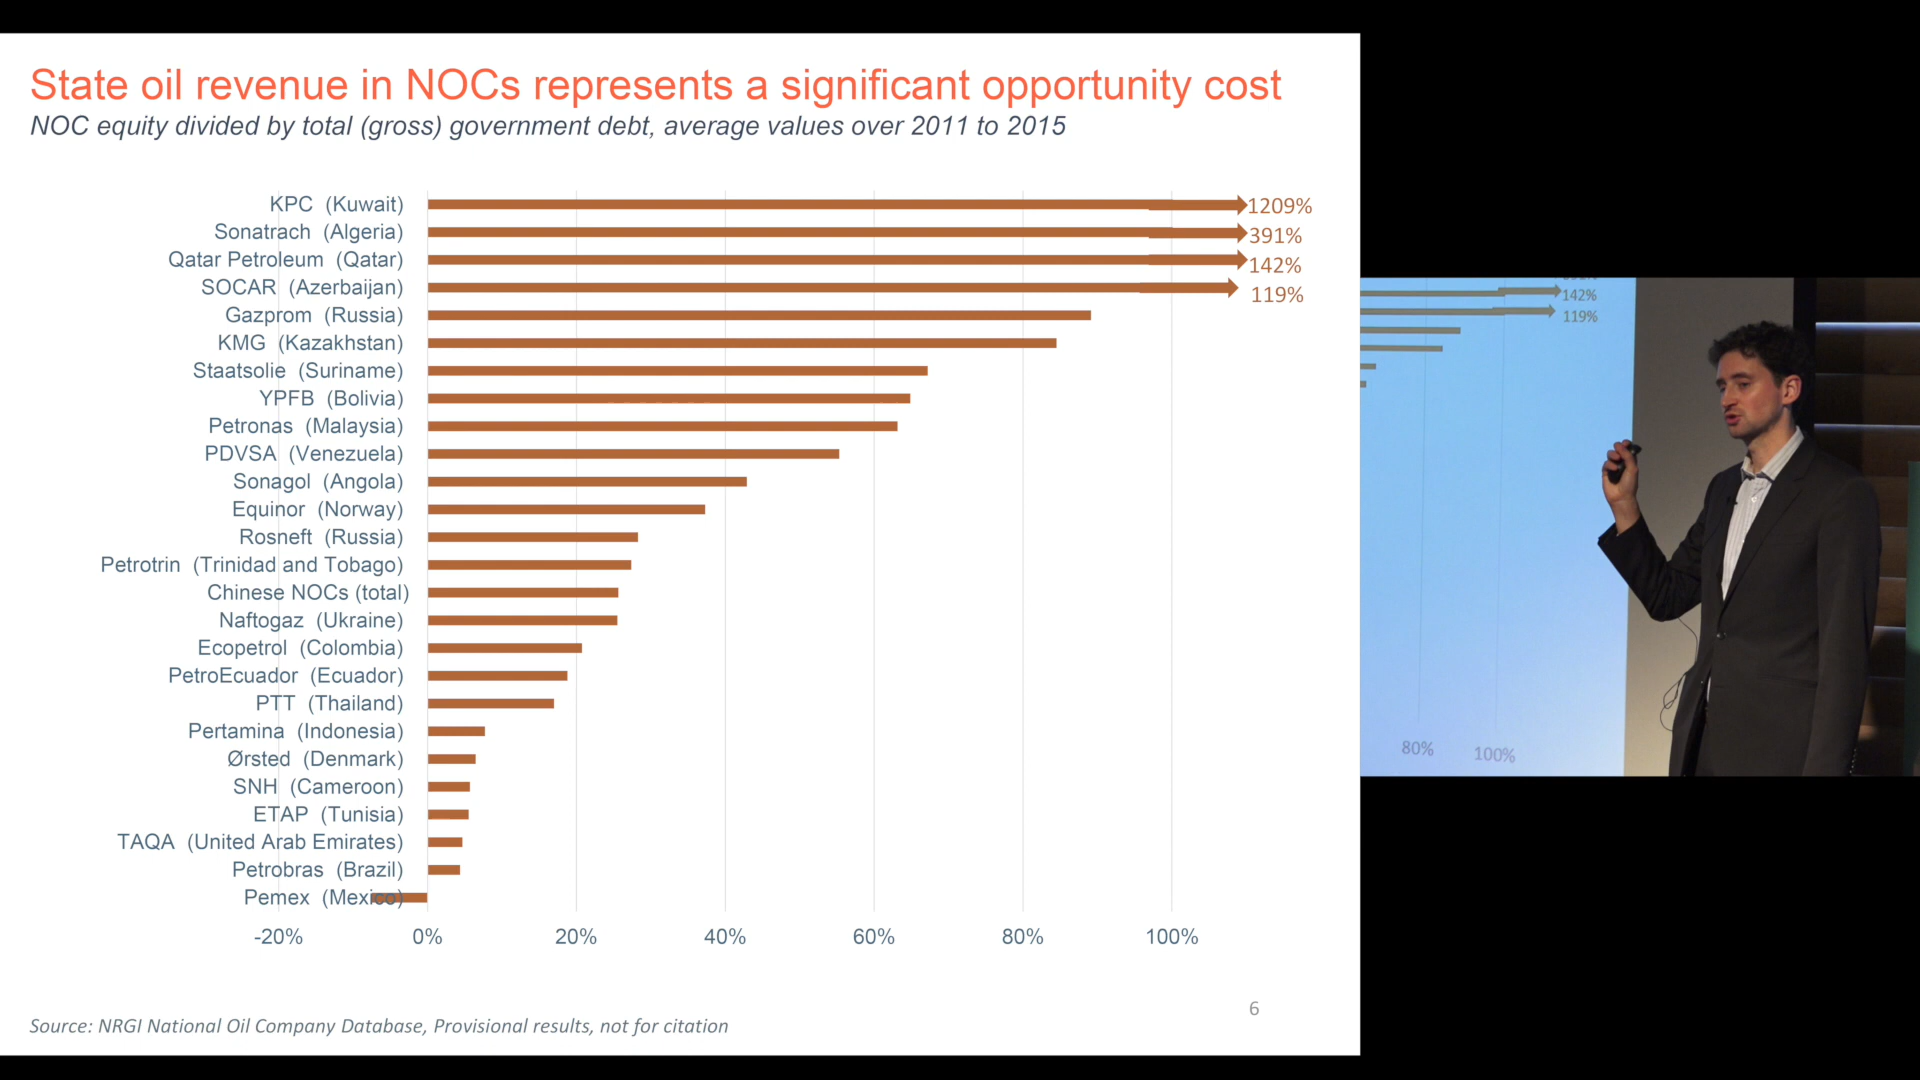 State oil revenue in NOCs represents a significant opportunity cost
NOC equity divided by total (gross) government debt, average values over 2011 to 2015
KPC (Kuwait)
1209%
Sonatrach (Algeria)
391%
Qatar Petroleum (Qatar)
142%
SOCAR (Azerbaijan)
119%
Gazprom (Russia)
KMG (Kazakhstan)
Staatsolie (Suriname)
YPFB (Bolivia)
Petronas (Malaysia)
PDVSA (Venezuela)
Sonagol (Angola)
Equinor (Norway)
Rosneft (Russia)
Petrotrin (Trinidad and Tobago)
Chinese NOCs (total)
Naftogaz (Ukraine)
Ecopetrol (Colombia)
PetroEcuador (Ecuador)
PTT (Thailand)
Pertamina (Indonesia)
Ørsted (Denmark)
SNH (Cameroon)
ETAP (Tunisia)
TAQA (United Arab Emirates)
Petrobras (Brazil)
Pemex (Mexico)
-20% 0% 20% 40% 60% 80% 100%
6
Source: NRGI National Oil Company Database, Provisional results, not for citation
142%
119%
80% 100%